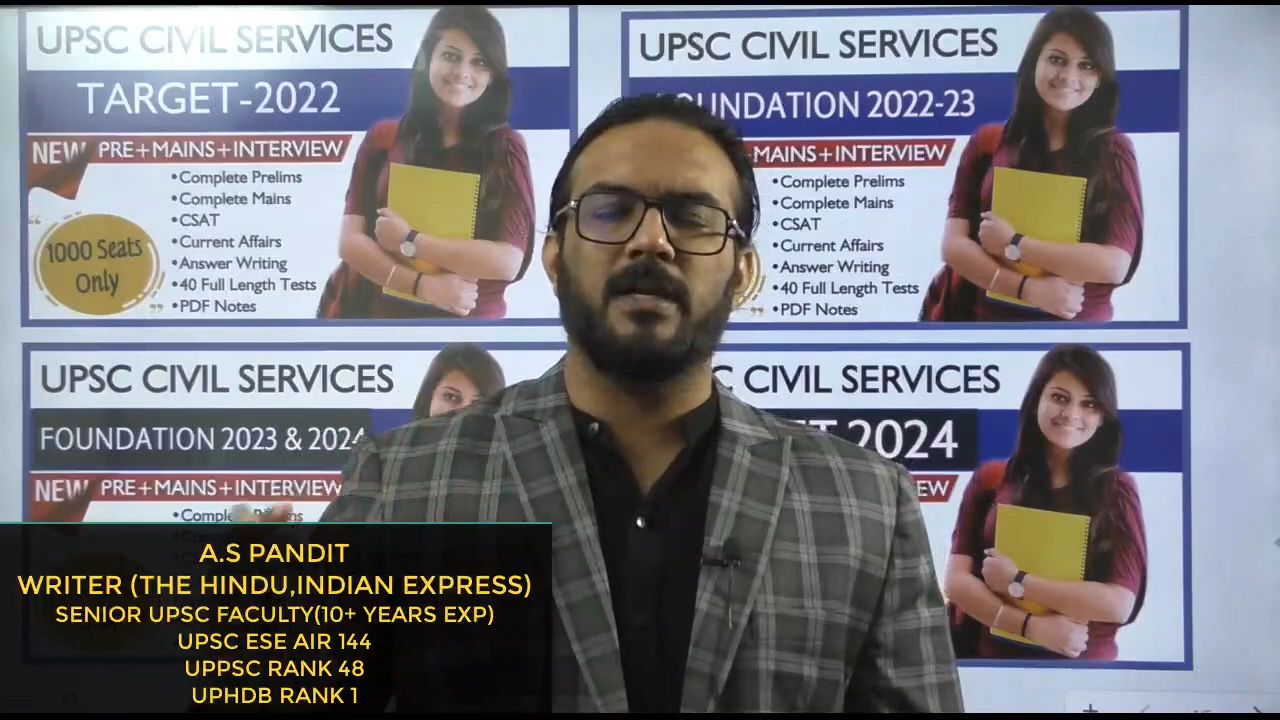 UPSC CIVIL SERVICES
TARGET-2022
NEW PRE+MAINS+INTERVIEW
•Complete Prelims
•Complete Mains
•CSAT
•Current Affairs
•Answer Writing
•40 Full Length Tests
•PDF Notes
1000 Seats
Only
UPSC CIVIL SERVICES
OUNDATION 2022-23
MAINS+INTERVIEW
•Complete Prelims
•Complete Mains
•CSAT
•Current Affairs
•Answer Writing
•40 Full Length Tests
•PDF Notes
UPSC CIVIL SERVICES
FOUNDATION 2023 & 2024
NEW PRE+MAINS+INTERVIEW
C CIVIL SERVICES
2024
EW
A.S PANDIT
WRITER (THE HINDU,INDIAN EXPRESS)
SENIOR UPSC FACULTY(10+ YEARS EXP)
UPSC ESE AIR 144
UPPSC RANK 48
UPHDB RANK 1